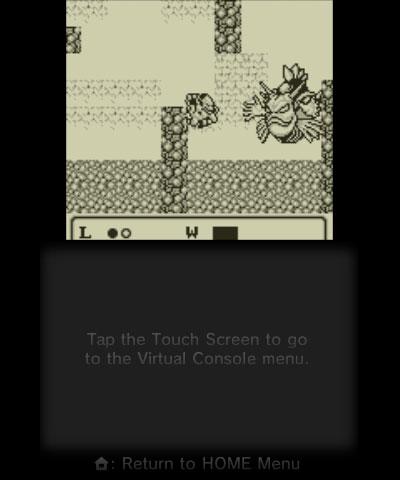 L W
Tap the Touch Screen to go
to the Virtual Console menu.
: Return to HOME Menu